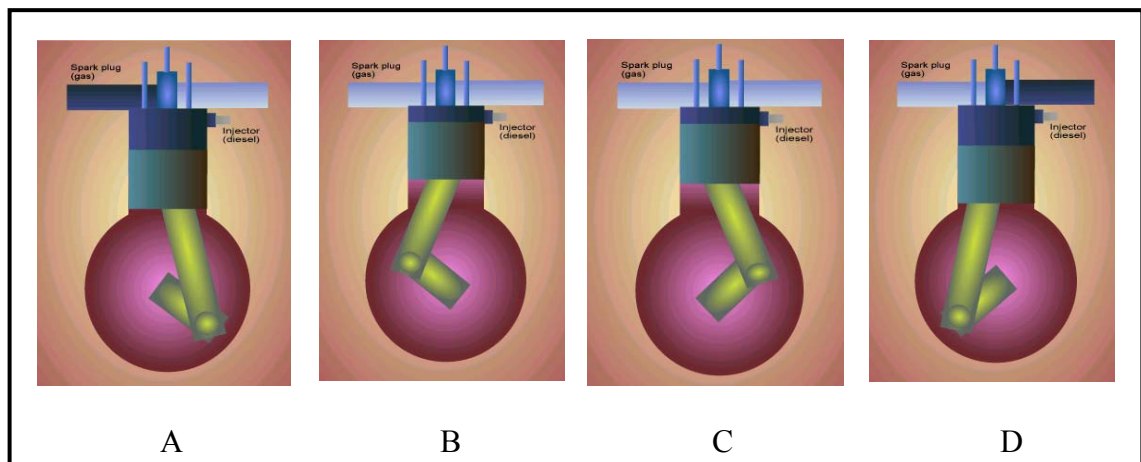 Spark plug
(gas)
Injector
(diesel)
Spark plug
(gas)
Injector
(diesel)
Spark plug
(gas)
Injector
(diesel)
Spark plug
(gas)
Injector
(diesel)
A
B
C
D